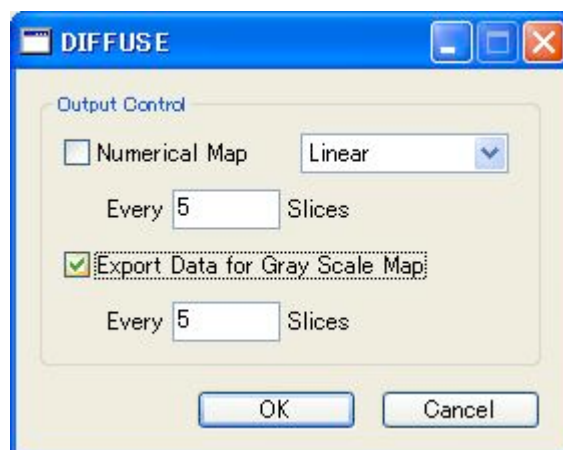 DIFFUSE
Output Control
Numerical Map Linear
Every 5 Slices
Export Data for Gray Scale Map
Every 5 Slices
OK Cancel